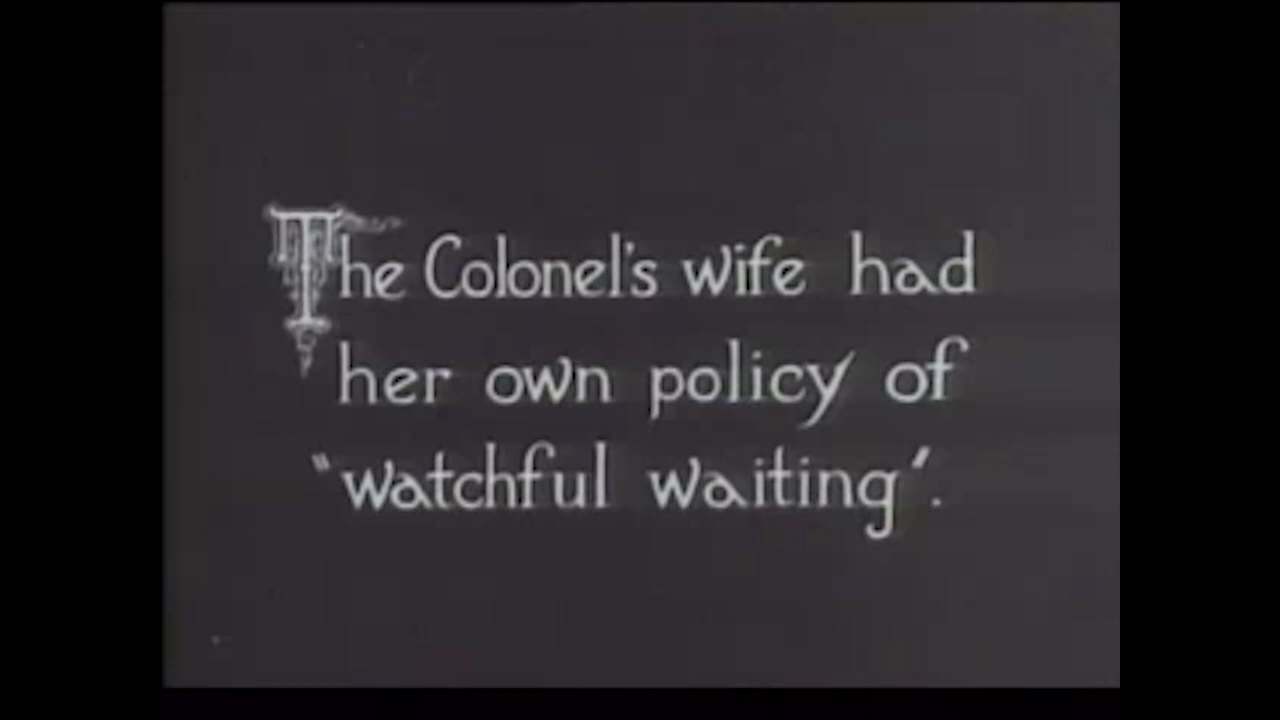 The Colonel's wife had
her own policy of
"watchful waiting".